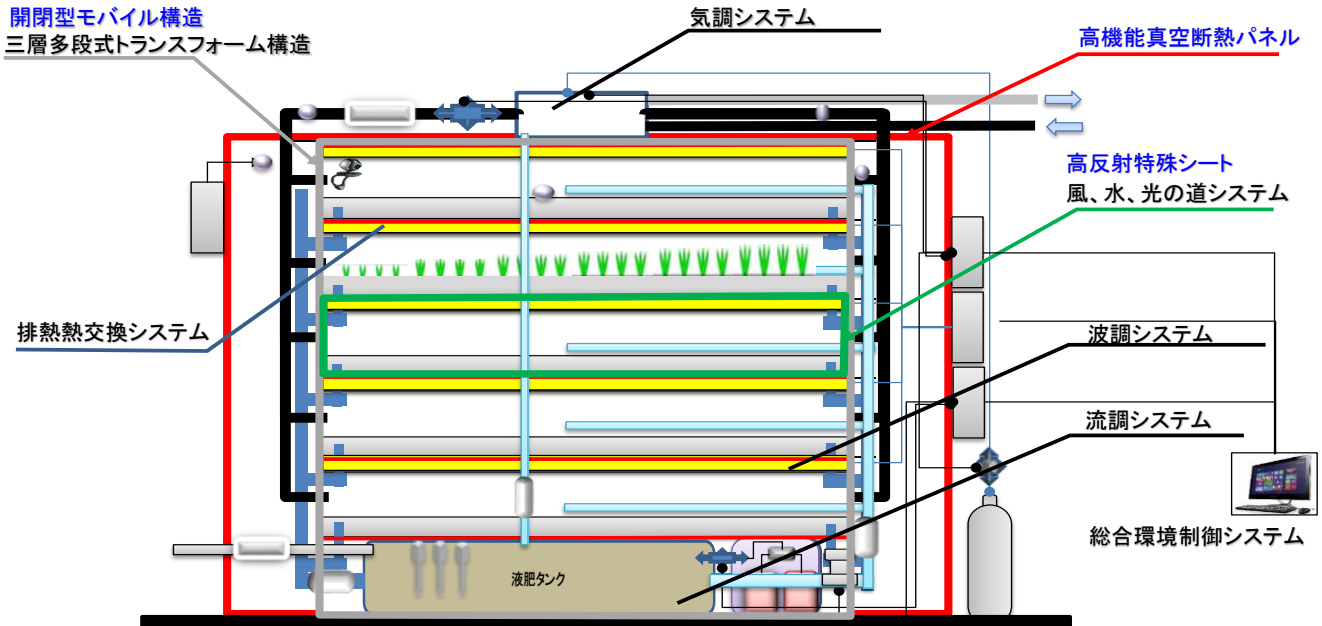 開閉型モバイル構造
三層多段式トランスフォーム構造
気調システム
高機能真空断熱パネル
高反射特殊シート
風、水、光の道システム
排熱熱交換システム
波調システム
流調システム
総合環境制御システム
液肥タンク